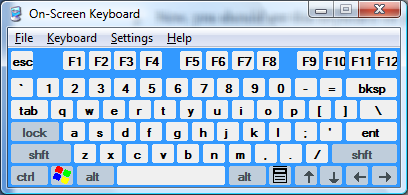 On-Screen Keyboard
File Keyboard Settings Help
esc F1 F2 F3 F4 F5 F6 F7 F8 F9 F10 F11 F12
` 1 2 3 4 5 6 7 8 9 0 - = bksp
tab q w e r t y u i o p [ ] \
lock a s d f g h j k l ; ' ent
shft z x c v b n m , . / shft
ctrl alt alt ctrl